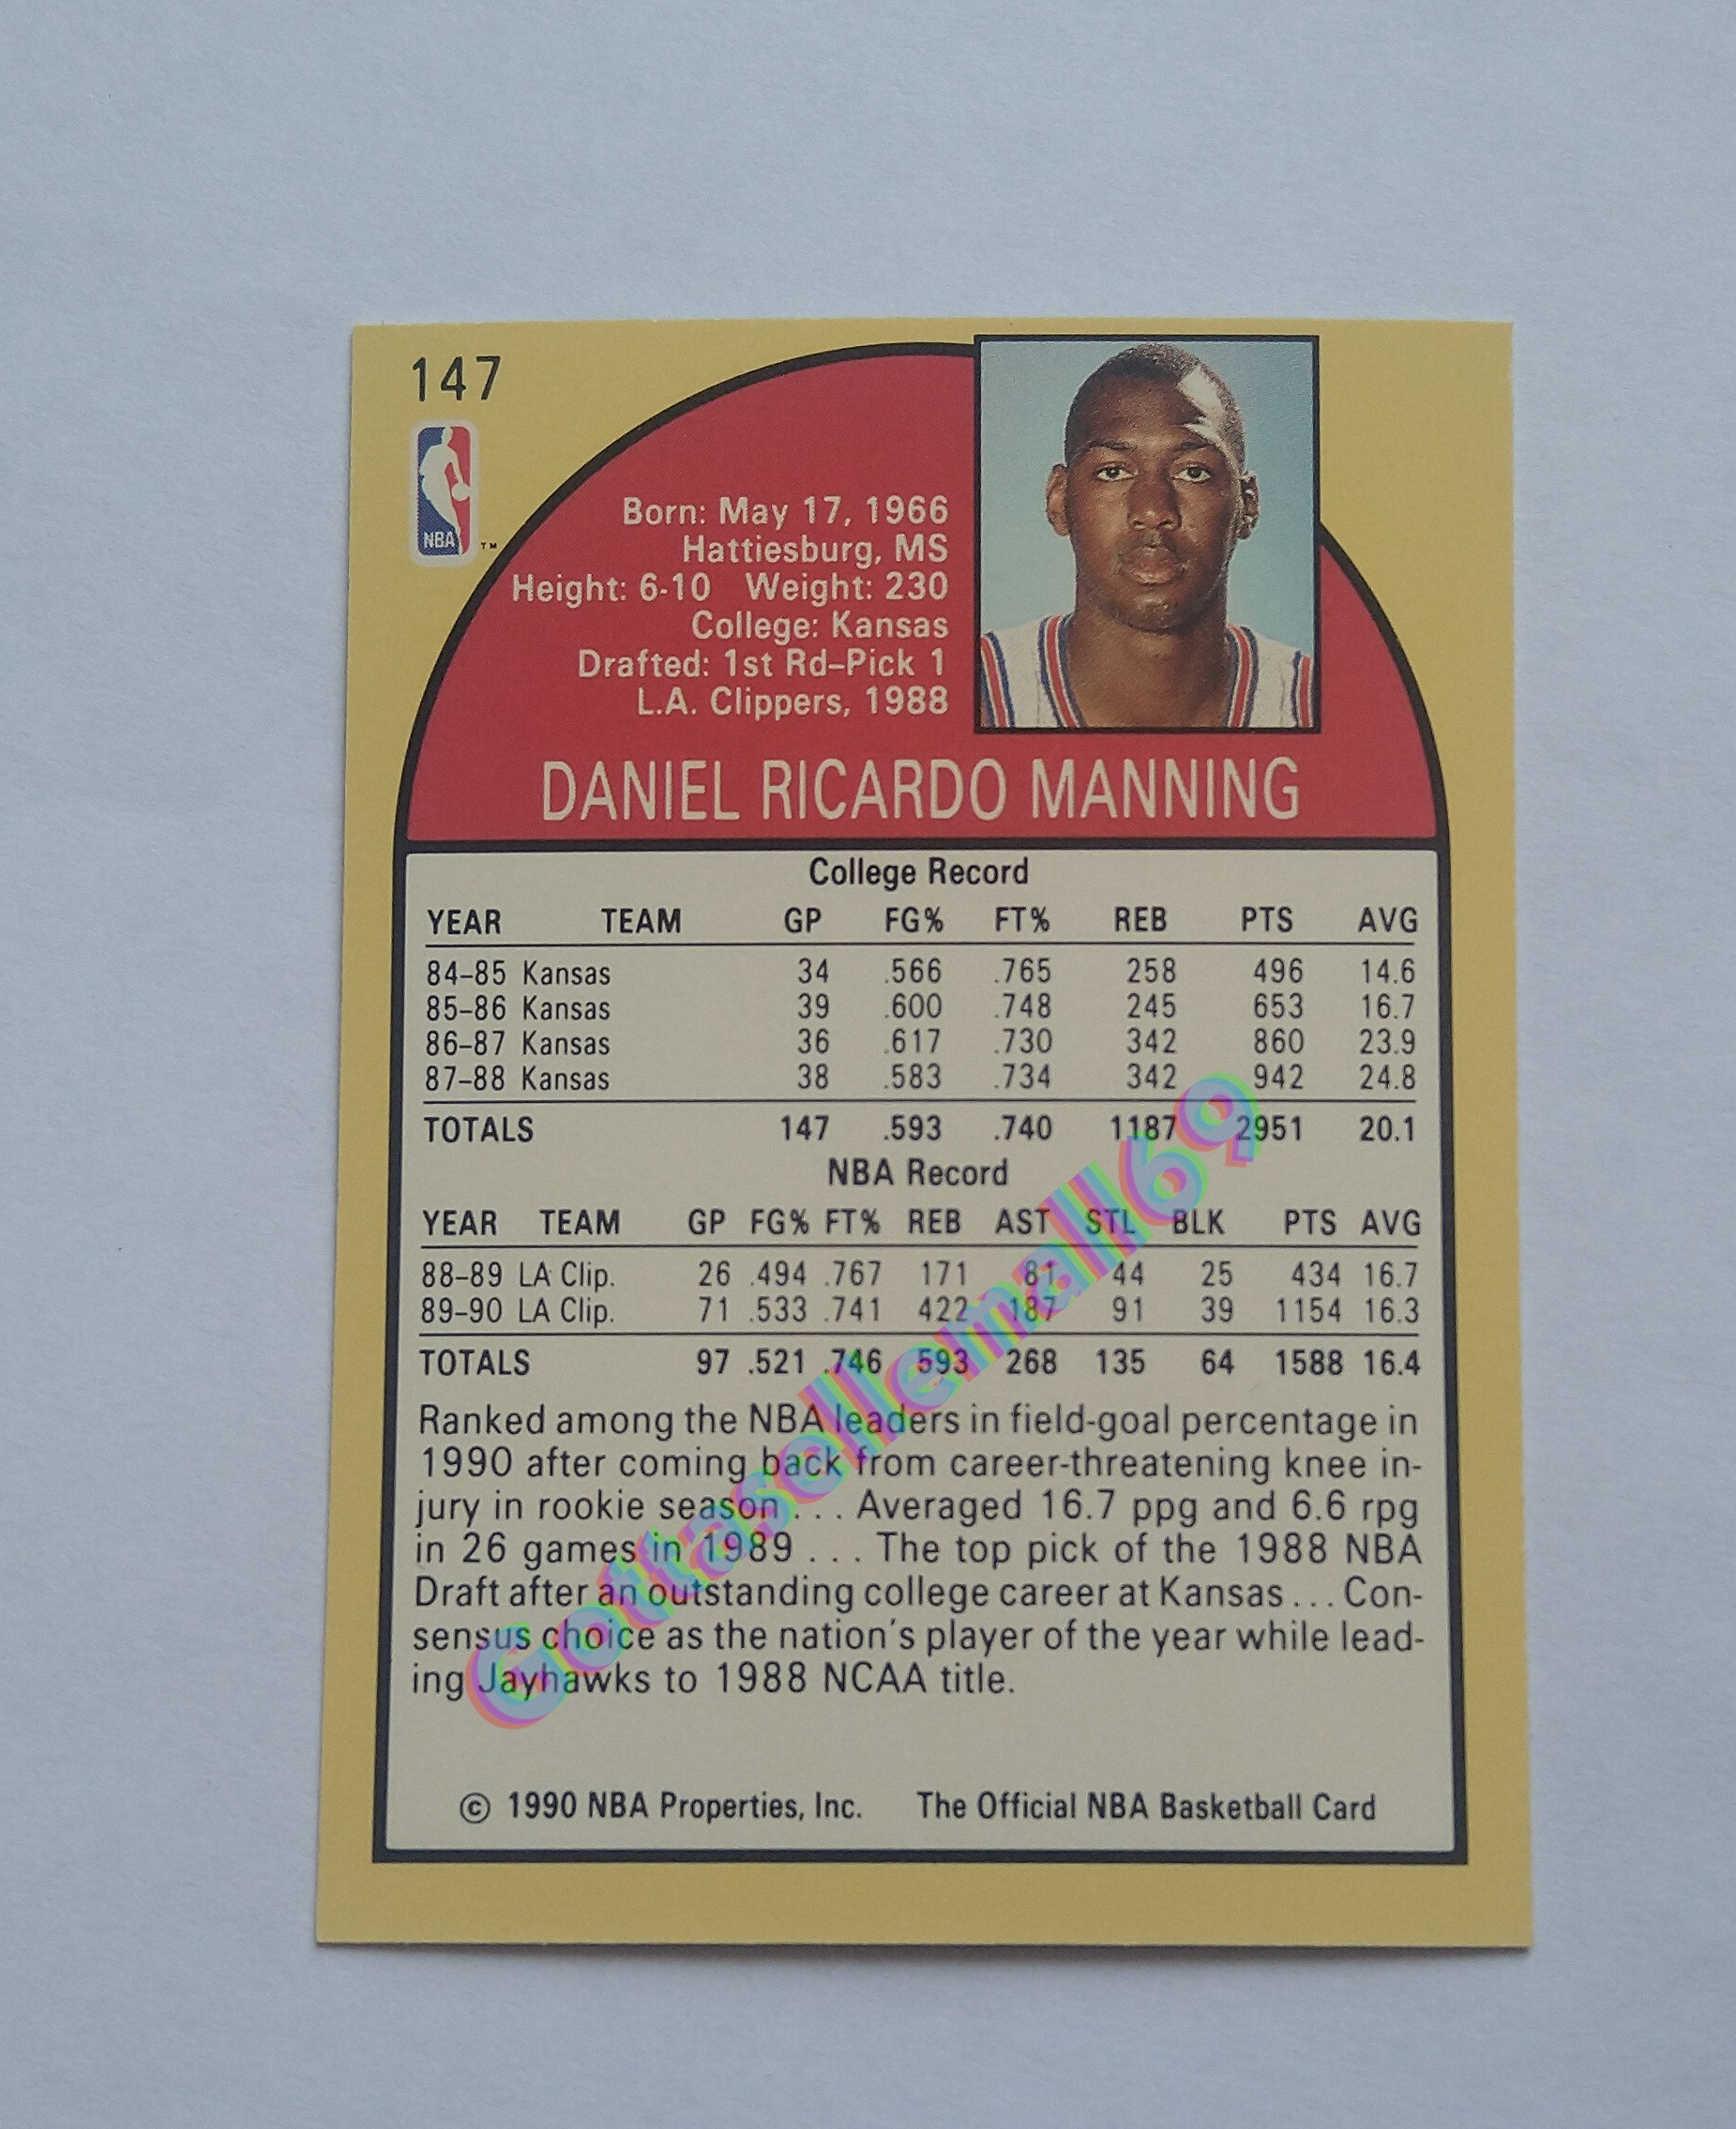 147
NBA
™
Born: May 17, 1966
Hattiesburg, MS
Height: 6-10 Weight: 230
College: Kansas
Drafted: 1st Rd–Pick 1
L.A. Clippers, 1988
DANIEL RICARDO MANNING
College Record
YEAR TEAM GP FG% FT% REB PTS AVG
84–85 Kansas 34 .566 .765 258 496 14.6
85–86 Kansas 39 .600 .748 245 653 16.7
86–87 Kansas 36 .617 .730 342 860 23.9
87–88 Kansas 38 .583 .734 342 942 24.8
TOTALS 147 .593 .740 1187 2951 20.1
NBA Record
YEAR TEAM GP FG% FT% REB AST STL BLK PTS AVG
88–89 LA Clip. 26 .494 .767 171 81 44 25 434 16.7
89–90 LA Clip. 71 .533 .741 422 187 91 39 1154 16.3
TOTALS 97 .521 .746 593 268 135 64 1588 16.4
Ranked among the NBA leaders in field-goal percentage in
1990 after coming back from career-threatening knee in-
jury in rookie season . . . Averaged 16.7 ppg and 6.6 rpg
in 26 games in 1989 . . . The top pick of the 1988 NBA
Draft after an outstanding college career at Kansas . . . Con-
sensus choice as the nation's player of the year while lead-
ing Jayhawks to 1988 NCAA title.
© 1990 NBA Properties, Inc. The Official NBA Basketball Card
Gottasellemall69